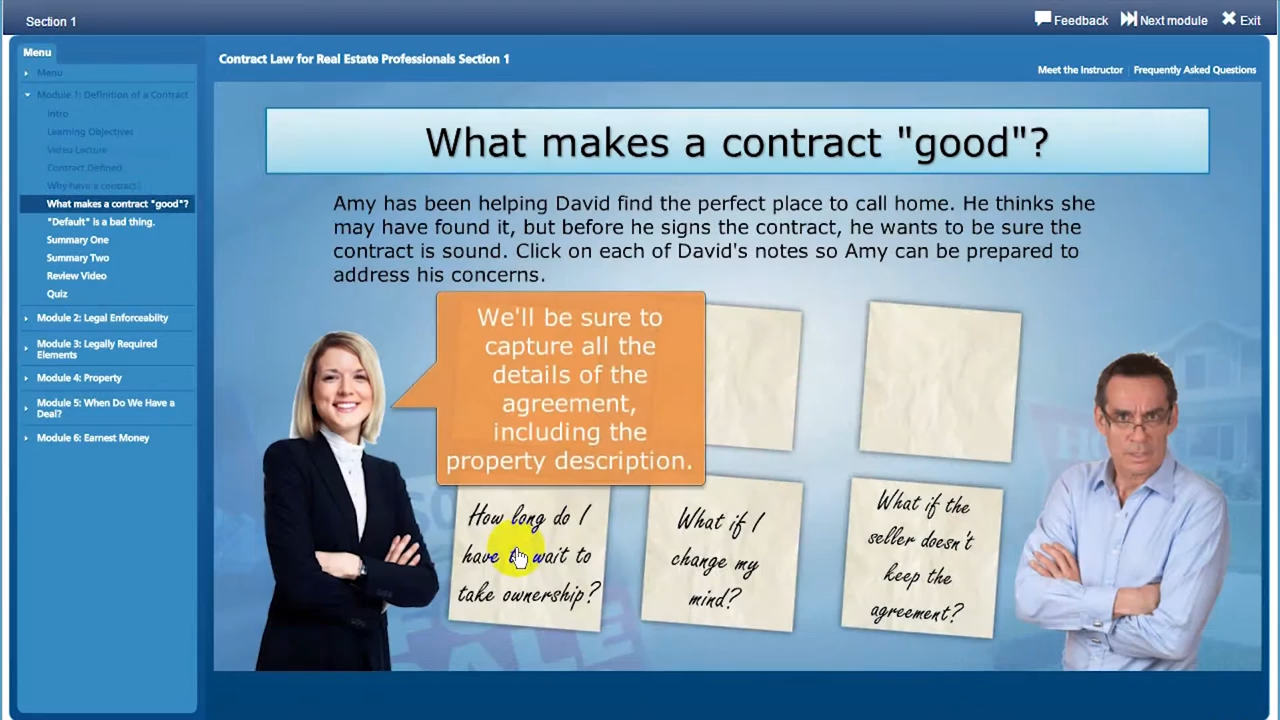 Section 1
Feedback
Next module
Exit
Menu
Contract Law for Real Estate Professionals Section 1
Meet the Instructor | Frequently Asked Questions
Menu
Module 1: Definition of a Contract
Intro
Learning Objectives
Video Lecture
Contract Defined
Why have a contract?
What makes a contract "good"?
"Default" is a bad thing.
Summary One
Summary Two
Review Video
Quiz
Module 2: Legal Enforceabiity
Module 3: Legally Required
Elements
Module 4: Property
Module 5: When Do We Have a
Deal?
Module 6: Earnest Money
What makes a contract "good"?
Amy has been helping David find the perfect place to call home. He thinks she
may have found it, but before he signs the contract, he wants to be sure the
contract is sound. Click on each of David's notes so Amy can be prepared to
address his concerns.
We'll be sure to
capture all the
details of the
agreement,
including the
property description.
How long do I
have to wait to
take ownership?
What if I
change my
mind?
What if the
seller doesn't
keep the
agreement?